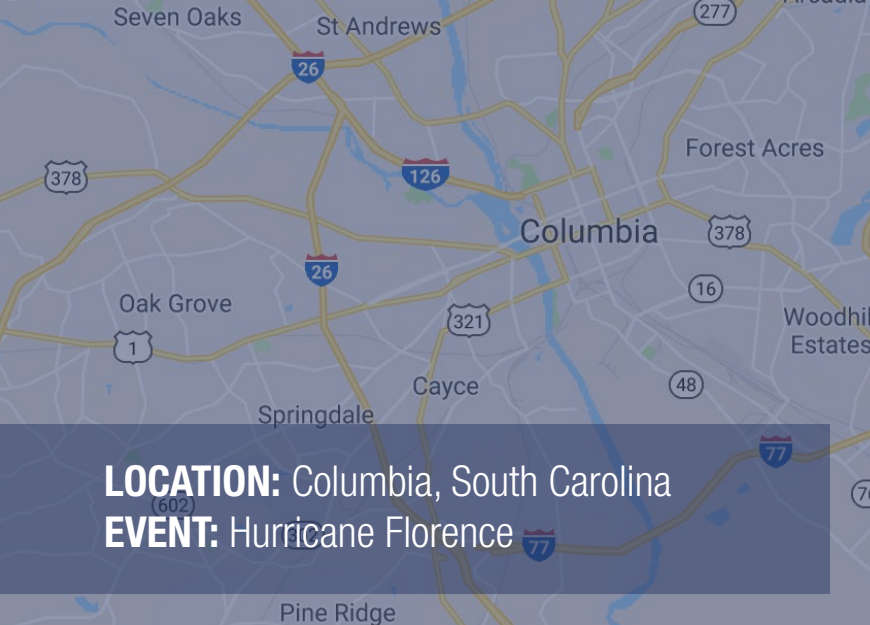 277
Seven Oaks
St Andrews
26
Forest Acres
378
126
Columbia
378
26
16
Oak Grove
321
Woodhil
Estates
1
48
Cayce
Springdale
77
LOCATION: Columbia, South Carolina
602
EVENT: Hurricane Florence
77
Pine Ridge